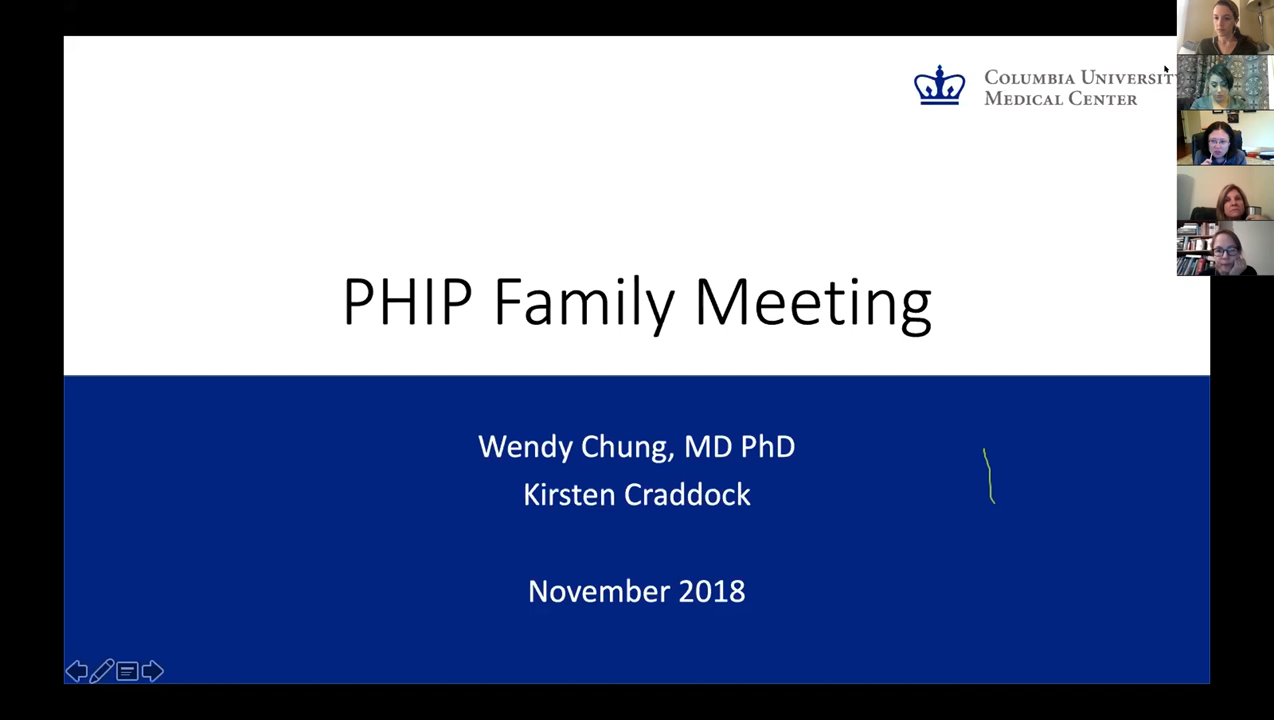 COLUMBIA UNIVERSITY
MEDICAL CENTER
PHIP Family Meeting
Wendy Chung, MD PhD
Kirsten Craddock
November 2018